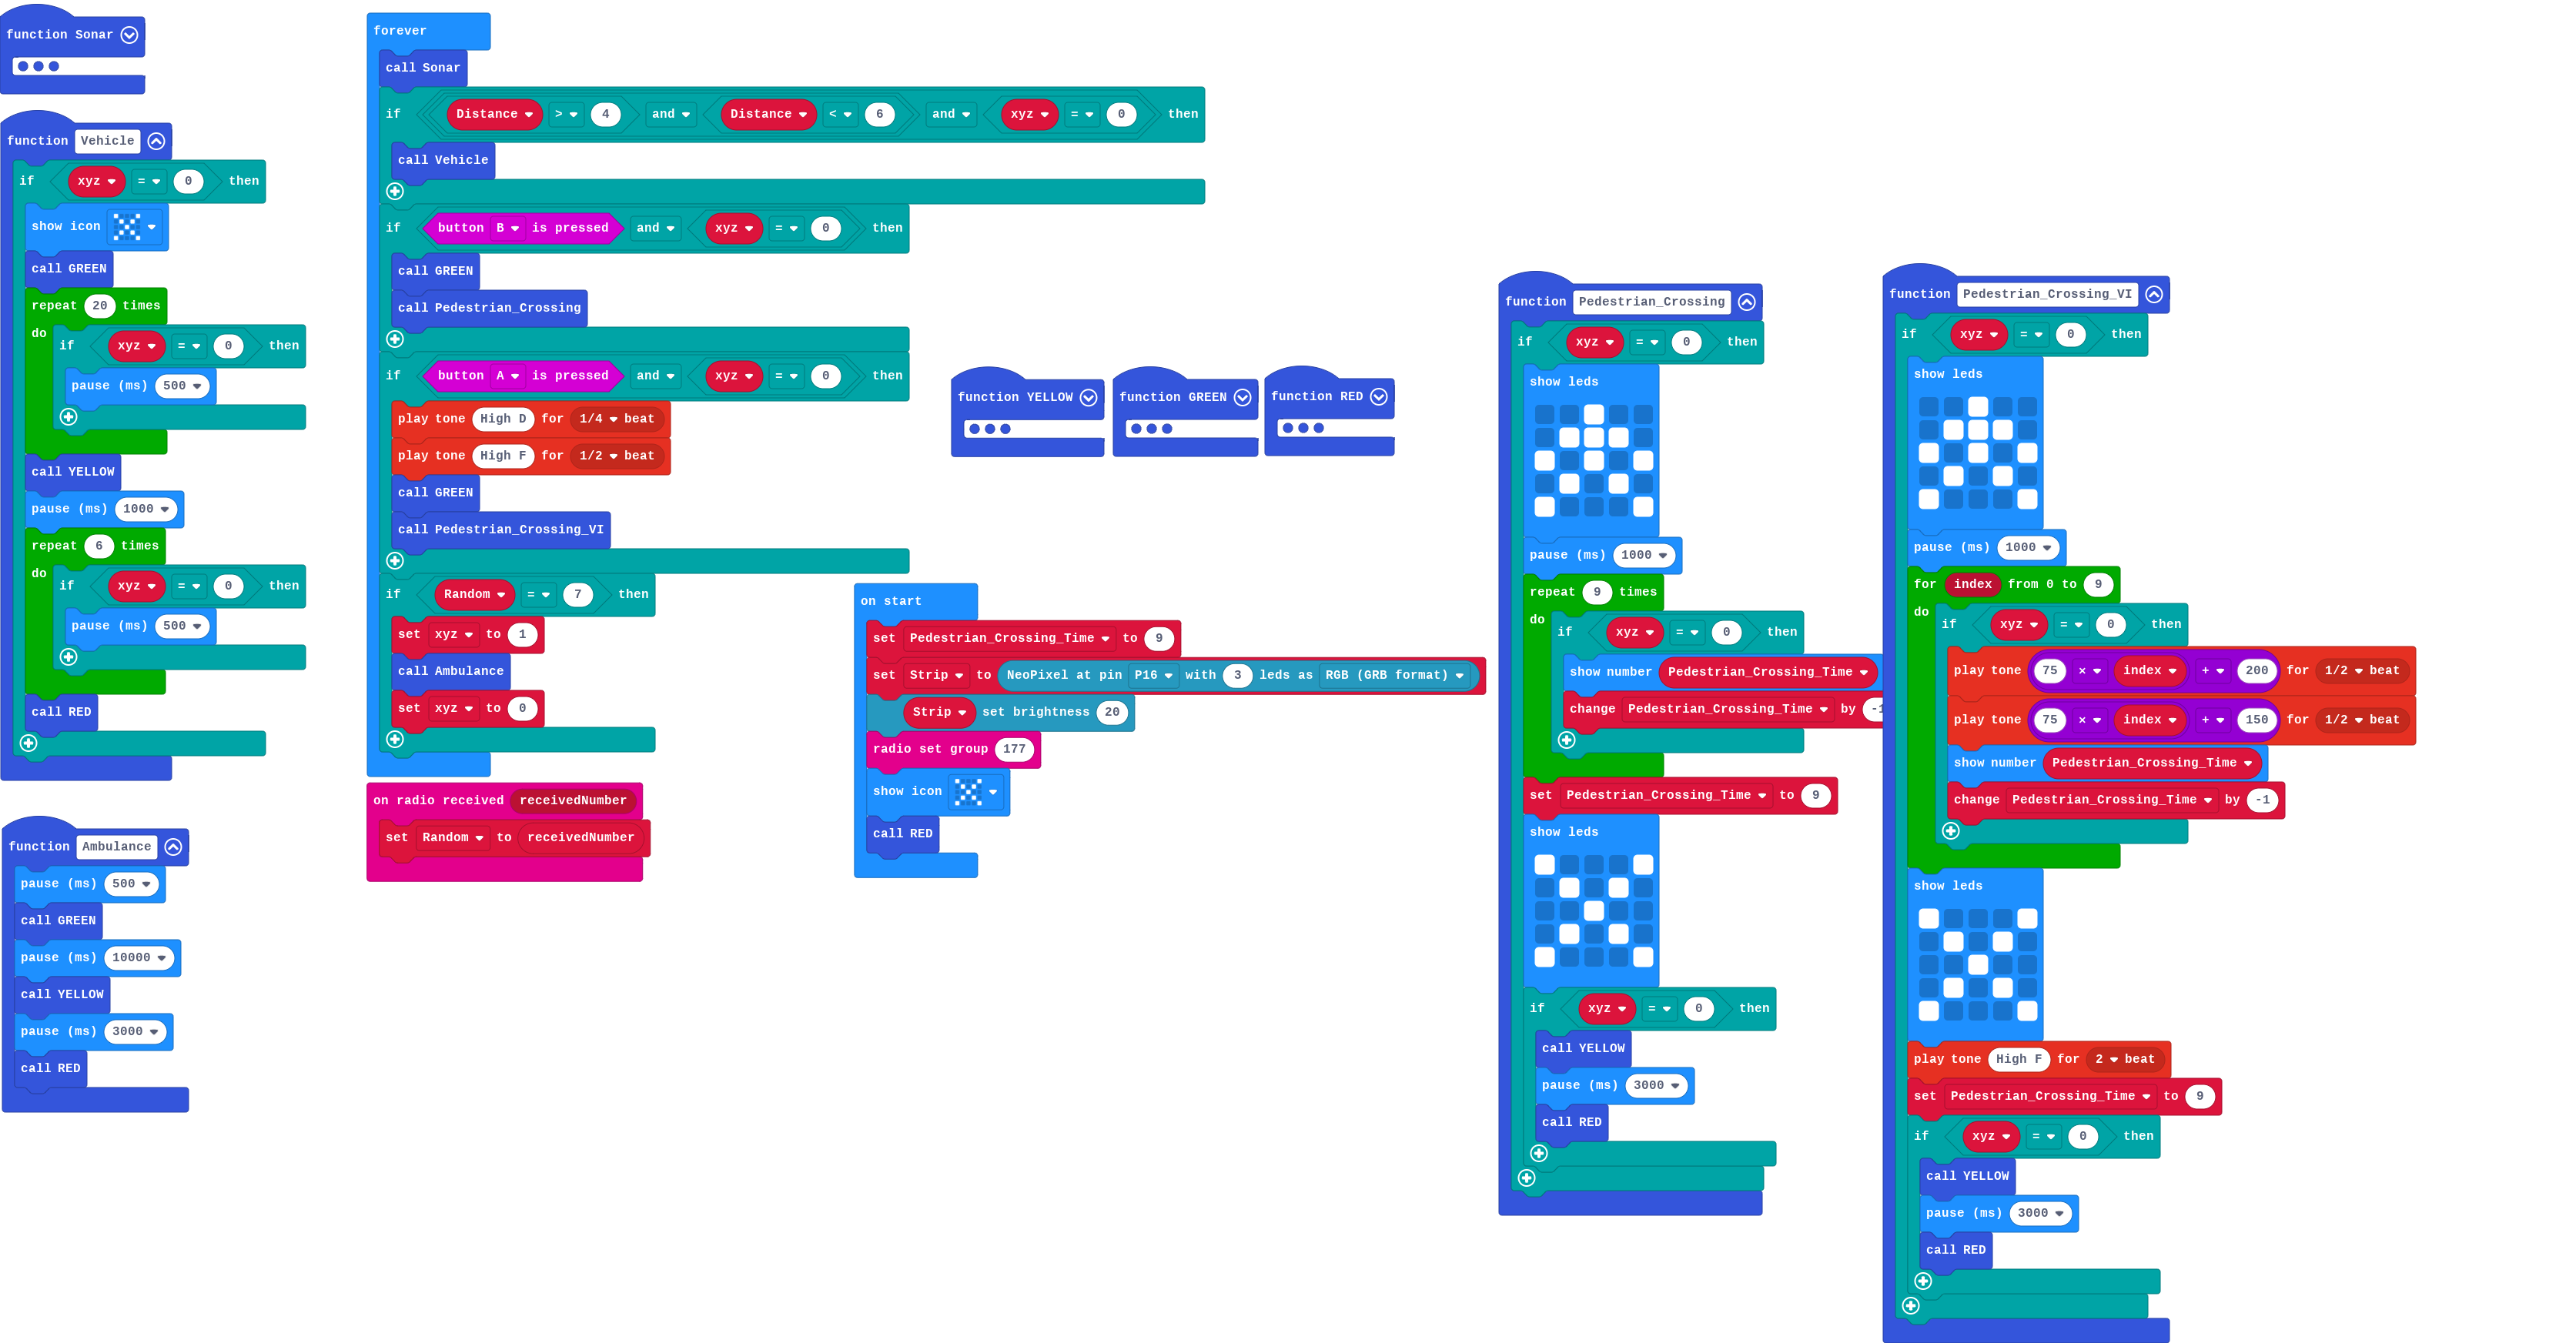 function Sonar
function Vehicle
if xyz = 0 then
show icon
call GREEN
repeat 20 times
do if xyz = 0 then
pause (ms) 500
call YELLOW
pause (ms) 1000
repeat 6 times
do if xyz = 0 then
pause (ms) 500
call RED
function Ambulance
pause (ms) 500
call GREEN
pause (ms) 10000
call YELLOW
pause (ms) 3000
call RED
forever
call Sonar
if Distance > 4 and Distance < 6 and xyz = 0 then
call Vehicle
if button B is pressed and xyz = 0 then
call GREEN
call Pedestrian_Crossing
if button A is pressed and xyz = 0 then
play tone High D for 1/4 beat
play tone High F for 1/2 beat
call GREEN
call Pedestrian_Crossing_VI
if Random = 7 then
set xyz to 1
call Ambulance
set xyz to 0
on radio received receivedNumber
set Random to receivedNumber
function YELLOW
function GREEN
function RED
on start
set Pedestrian_Crossing_Time to 9
set Strip to NeoPixel at pin P16 with 3 leds as RGB (GRB format)
Strip set brightness 20
radio set group 177
show icon
call RED
function Pedestrian_Crossing
if xyz = 0 then
show leds
pause (ms) 1000
repeat 9 times
do if xyz = 0 then
show number Pedestrian_Crossing_Time
change Pedestrian_Crossing_Time by -1
set Pedestrian_Crossing_Time to 9
show leds
if xyz = 0 then
call YELLOW
pause (ms) 3000
call RED
function Pedestrian_Crossing_VI
if xyz = 0 then
show leds
pause (ms) 1000
for index from 0 to 9
do if xyz = 0 then
play tone 75 × index + 200 for 1/2 beat
play tone 75 × index + 150 for 1/2 beat
show number Pedestrian_Crossing_Time
change Pedestrian_Crossing_Time by -1
show leds
play tone High F for 2 beat
set Pedestrian_Crossing_Time to 9
if xyz = 0 then
call YELLOW
pause (ms) 3000
call RED